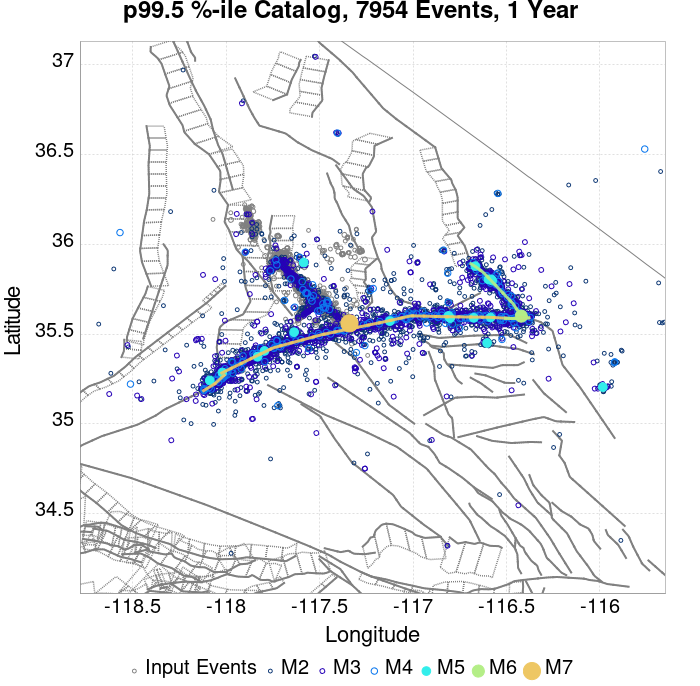 p99.5 %-ile Catalog, 7954 Events, 1 Year
37
36.5
36
35.5
35
34.5
Latitude
-118.5 -118 -117.5 -117 -116.5 -116
Longitude
Input Events M2 M3 M4 M5 M6 M7